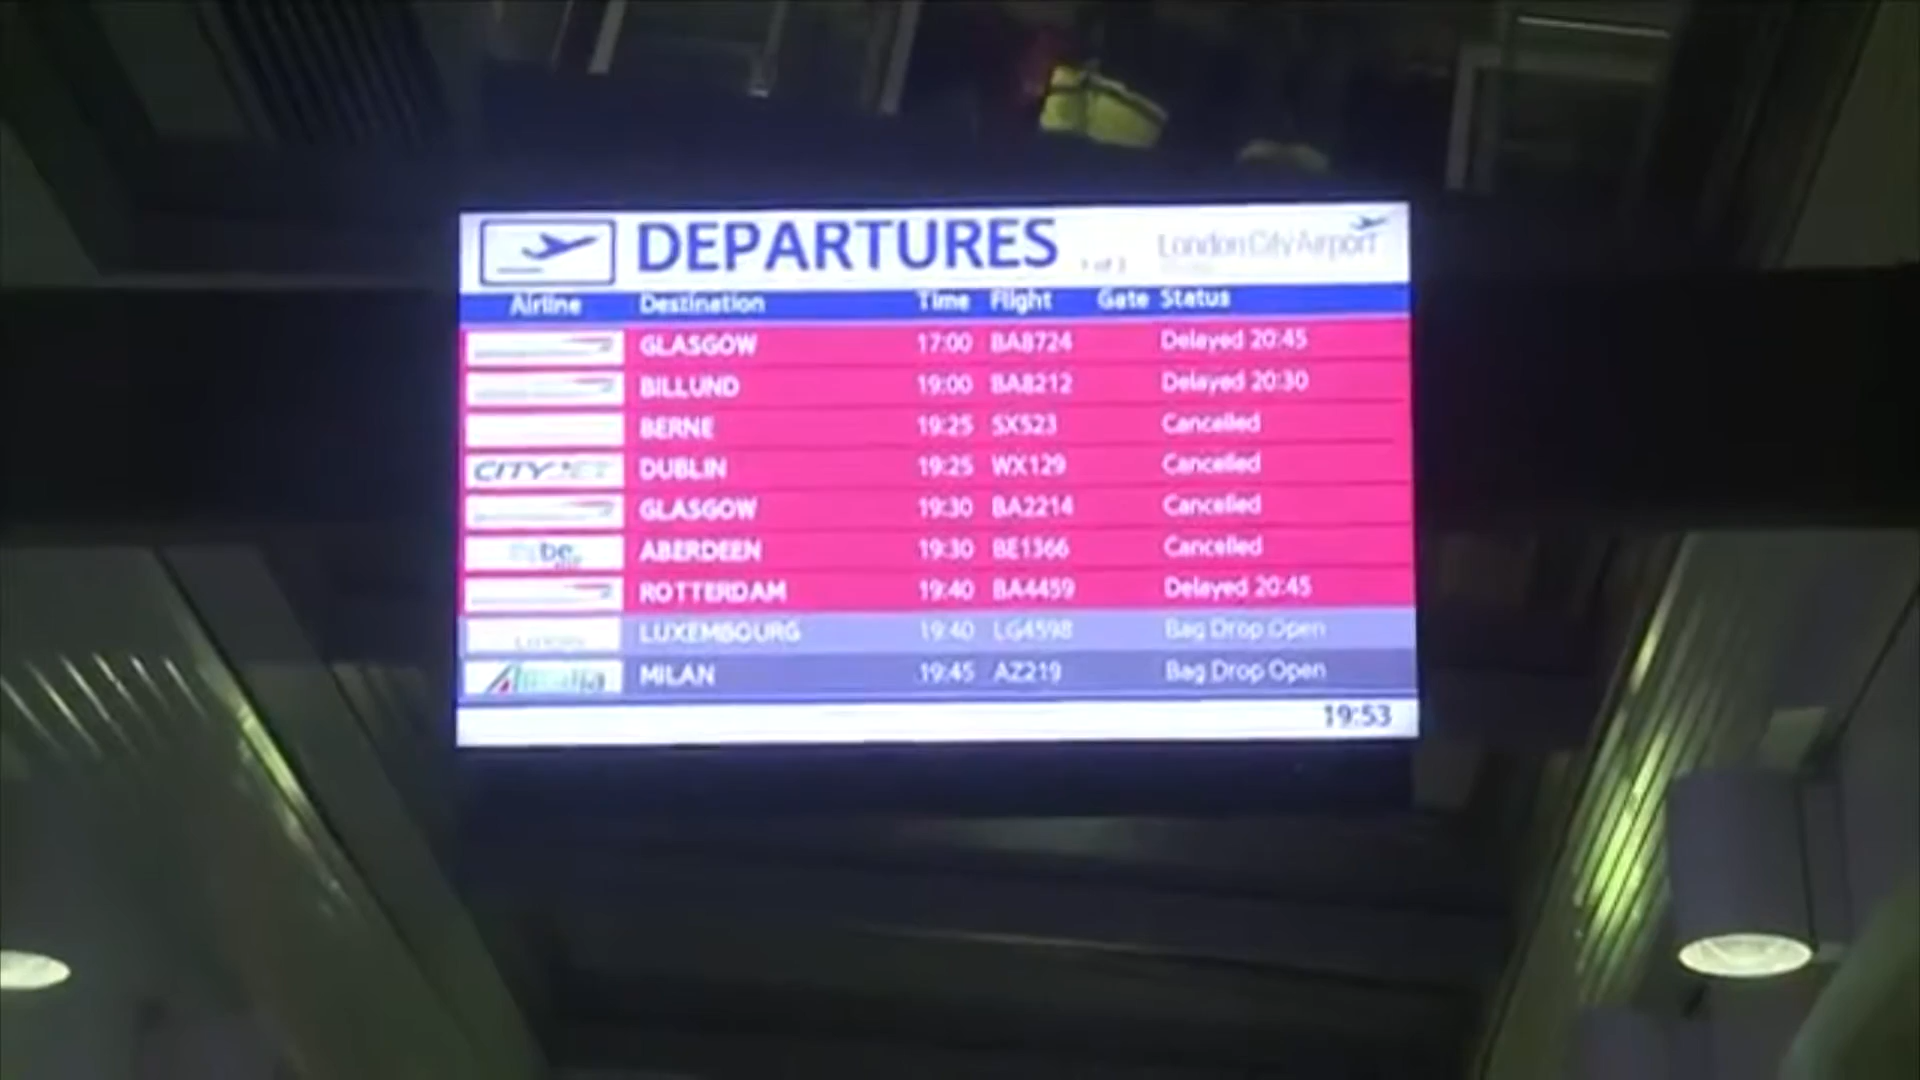 DEPARTURES London City Airport
Airline Destination Time Flight Gate Status
GLASGOW 17:00 BA8724 Delayed 20:45
BILLUND 19:00 BA8212 Delayed 20:30
BERNE 19:25 SX523 Cancelled
CITYJET DUBLIN 19:25 WX129 Cancelled
GLASGOW 19:30 BA2214 Cancelled
be ABERDEEN 19:30 BE1366 Cancelled
ROTTERDAM 19:40 BA4459 Delayed 20:45
LUXEMBOURG 19:40 LG4598 Bag Drop Open
Alitalia MILAN 19:45 AZ219 Bag Drop Open
19:53